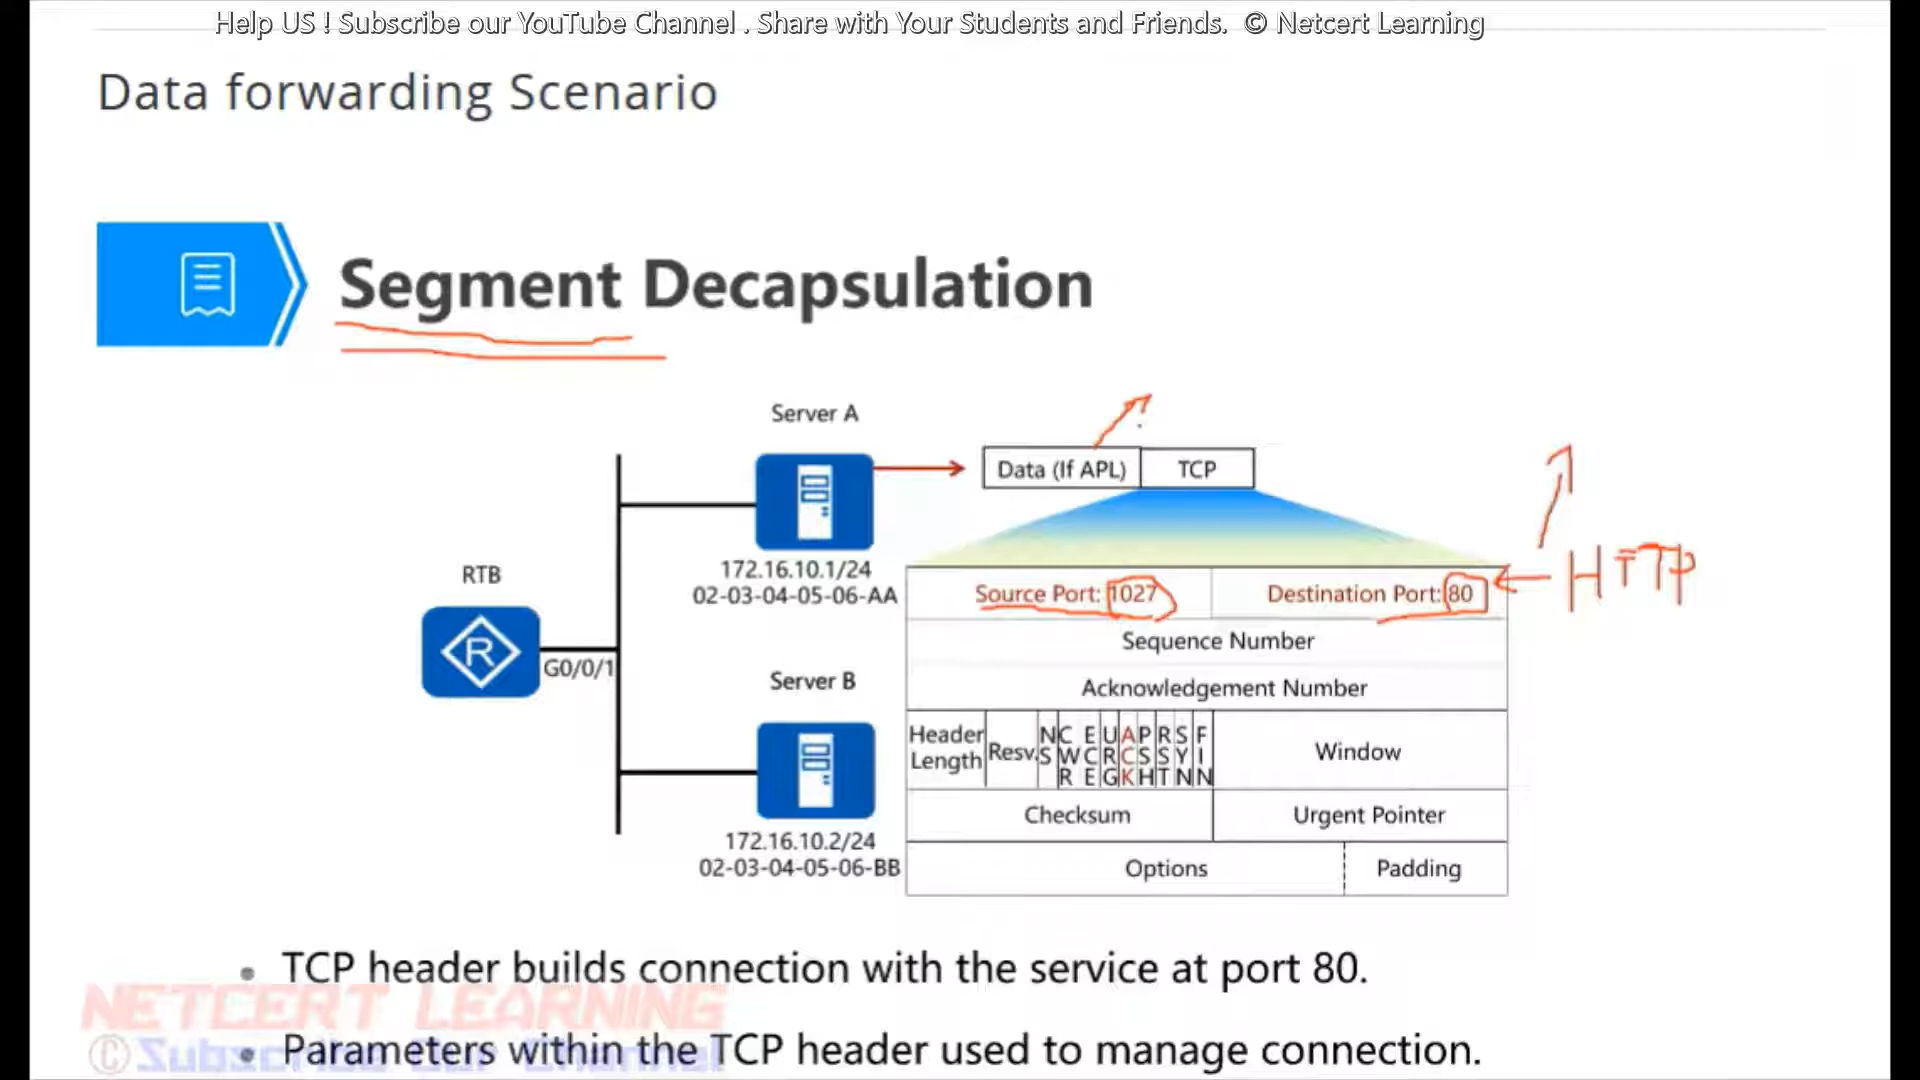 Help US ! Subscribe our YouTube Channel . Share with Your Students and Friends. © Netcert Learning
Data forwarding Scenario
Segment Decapsulation
Server A
Data (If APL) TCP
172.16.10.1/24
02-03-04-05-06-AA
RTB
R
G0/0/1
Server B
172.16.10.2/24
02-03-04-05-06-BB
Source Port: 1027 Destination Port: 80
HTTP
Sequence Number
Acknowledgement Number
Header Length Resv. NS CWR ECE URG ACK PSH RST SYN FIN Window
Checksum Urgent Pointer
Options Padding
• TCP header builds connection with the service at port 80.
NETCERT LEARNING
• Parameters within the TCP header used to manage connection.
© Subscribe Our Channel